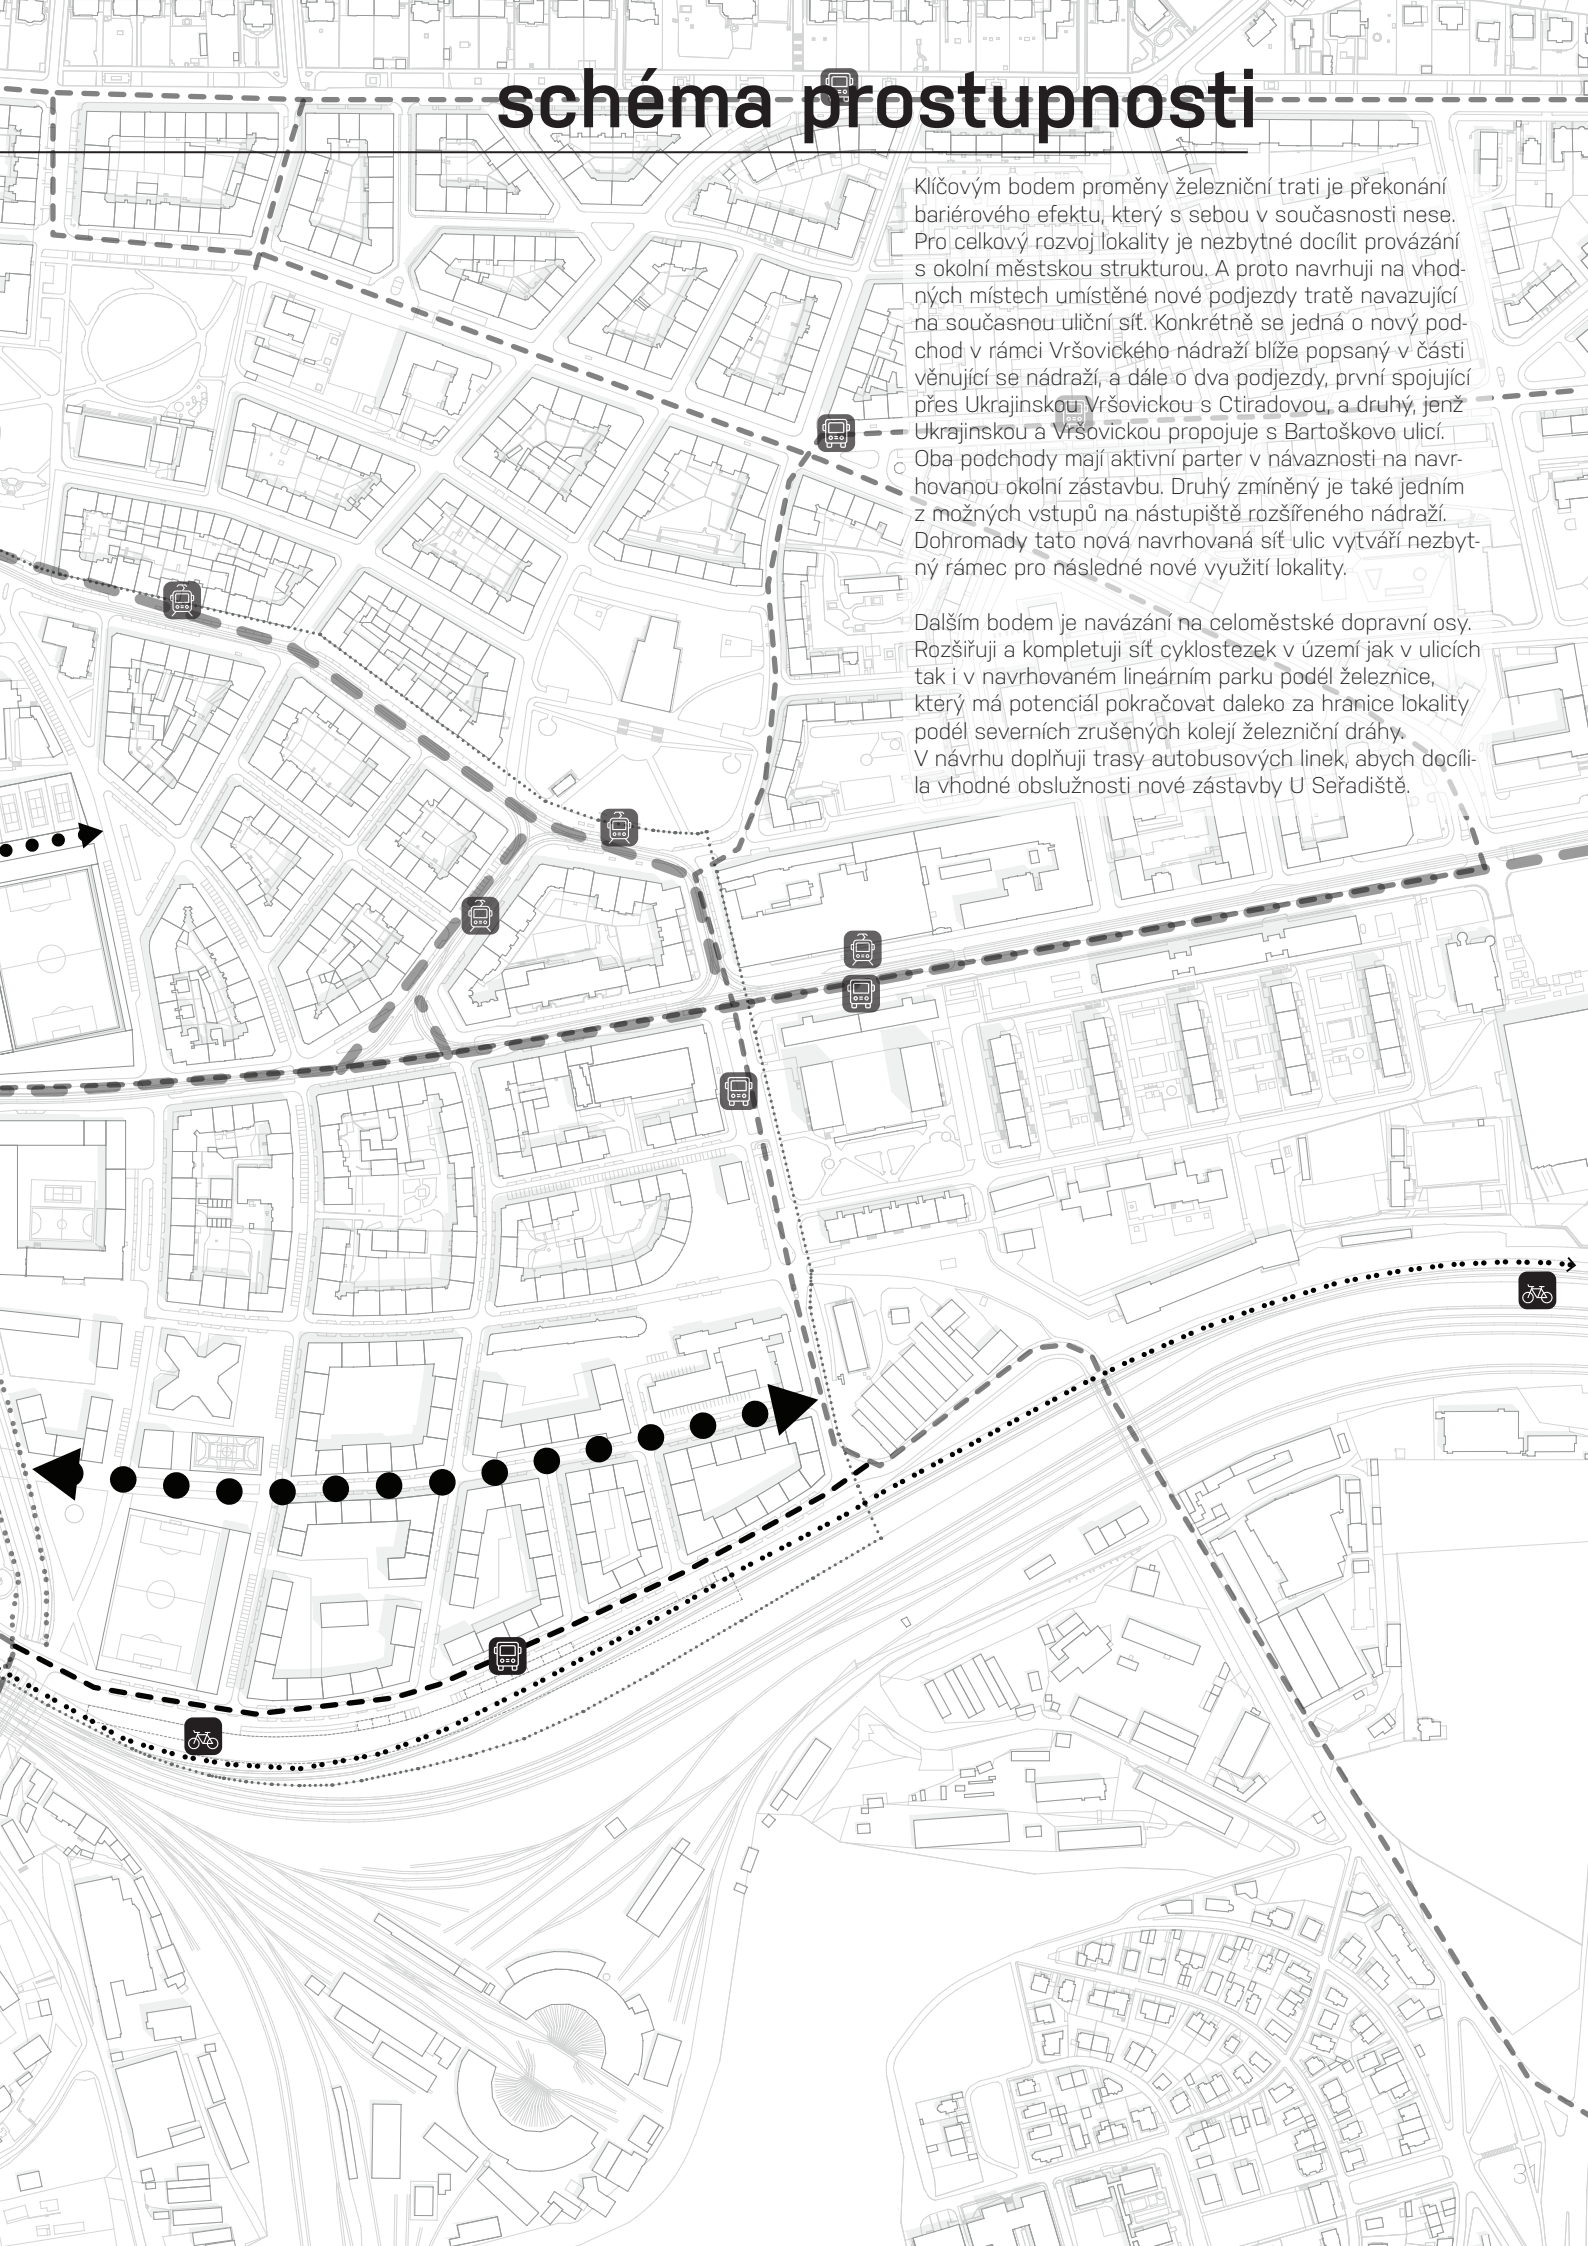 schéma prostupnosti
Klíčovým bodem proměny železniční trati je překonání
bariérového efektu, který s sebou v současnosti nese.
Pro celkový rozvoj lokality je nezbytné docílit provázání
s okolní městskou strukturou. A proto navrhuji na vhod-
ných místech umístěné nové podjezdy tratě navazující
na současnou uliční síť. Konkrétně se jedná o nový pod-
chod v rámci Vršovického nádraží blíže popsaný v části
věnující se nádraží, a dále o dva podjezdy, první spojující
přes Ukrajinskou Vršovickou s Ctiradovou, a druhý, jenž
Ukrajinskou a Vršovickou propojuje s Bartoškovo ulicí.
Oba podchody mají aktivní parter v návaznosti na navr-
hovanou okolní zástavbu. Druhý zmíněný je také jedním
z možných vstupů na nástupiště rozšířeného nádraží.
Dohromady tato nová navrhovaná síť ulic vytváří nezbyt-
ný rámec pro následné nové využití lokality.
Dalším bodem je navázání na celoměstské dopravní osy.
Rozšiřuji a kompletuji síť cyklostezek v území jak v ulicích
tak i v navrhovaném lineárním parku podél železnice,
který má potenciál pokračovat daleko za hranice lokality
podél severních zrušených kolejí železniční dráhy.
V návrhu doplňuji trasy autobusových linek, abych docíli-
la vhodné obslužnosti nové zástavby U Seřadiště.
31